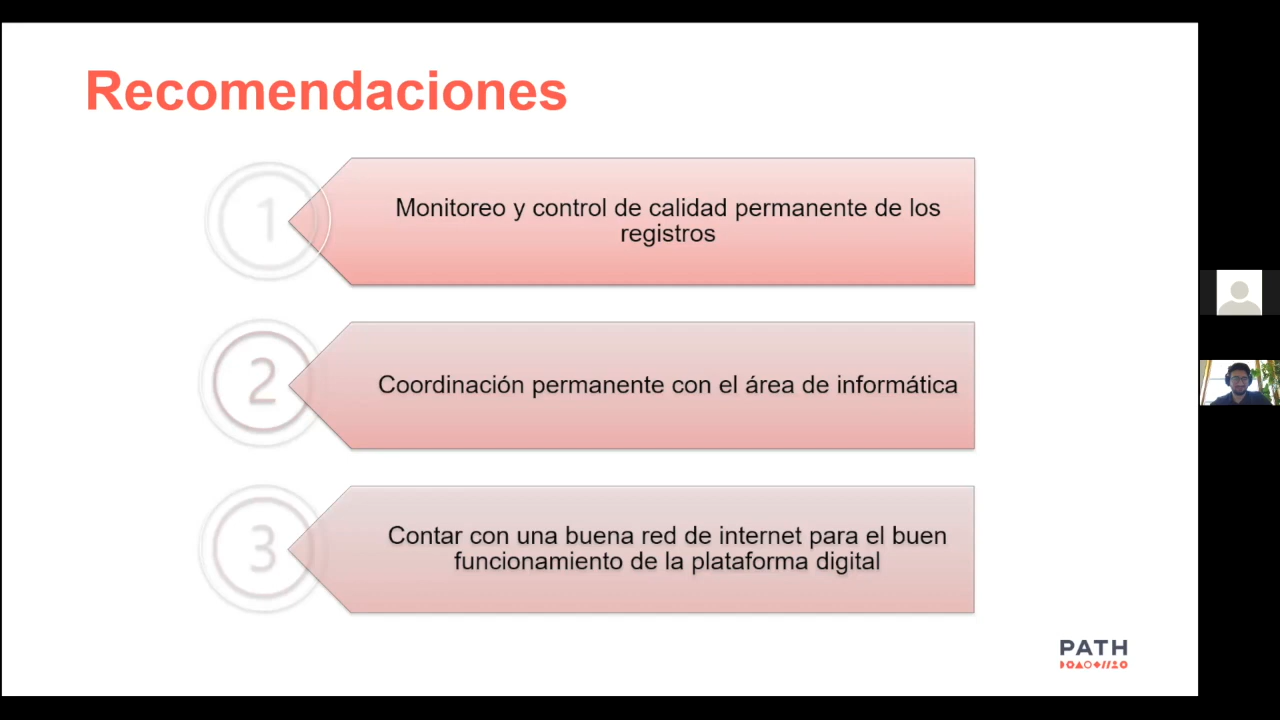 Recomendaciones
1
Monitoreo y control de calidad permanente de los
registros
2
Coordinación permanente con el área de informática
3
Contar con una buena red de internet para el buen
funcionamiento de la plataforma digital
PATH